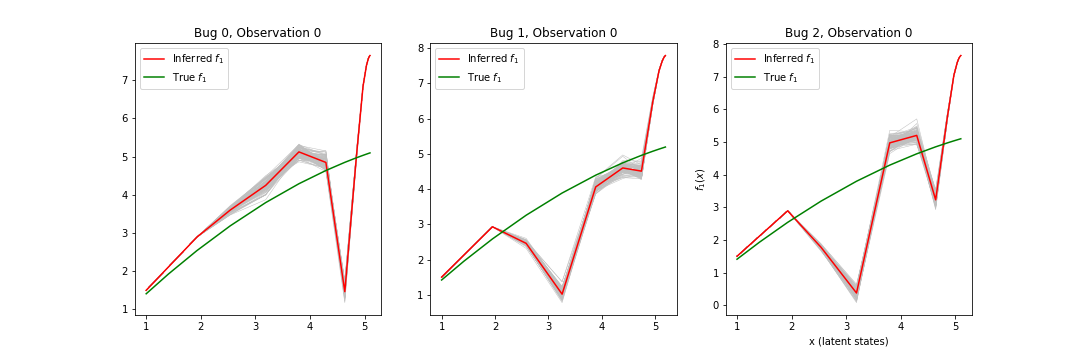 Bug 0, Observation 0
Inferred f₁
True f₁
7
6
5
4
3
2
1
1 2 3 4 5
Bug 1, Observation 0
Inferred f₁
True f₁
8
7
6
5
4
3
2
1
1 2 3 4 5
Bug 2, Observation 0
Inferred f₁
True f₁
f₁(x)
8
7
6
5
4
3
2
1
0
1 2 3 4 5
x (latent states)